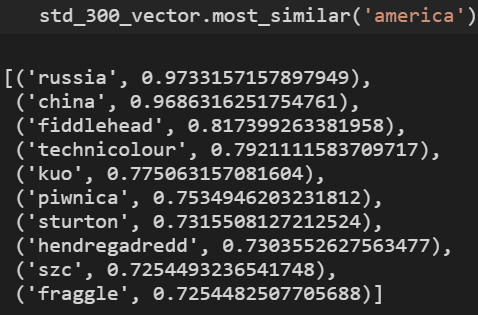 std_300_vector.most_similar('america')
[('russia', 0.9733157157897949),
('china', 0.9686316251754761),
('fiddlehead', 0.817399263381958),
('technicolour', 0.7921111583709717),
('kuo', 0.775063157081604),
('piwnica', 0.7534946203231812),
('sturton', 0.7315508127212524),
('hendregadredd', 0.7303552627563477),
('szc', 0.7254493236541748),
('fraggle', 0.7254482507705688)]